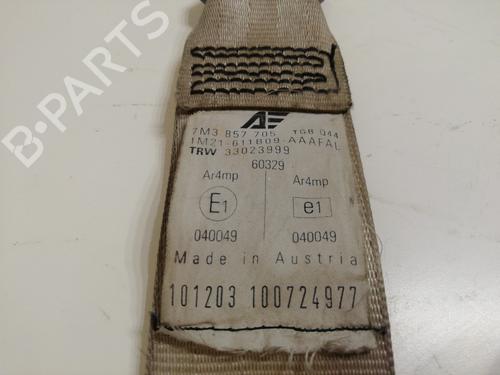 AE
7M3 857 705 TGB 044
1M21-611B09-AAAFAL
TRW 33023999
60329
Ar4mp Ar4mp
E1 e1
040049 040049
Made in Austria
101203 100724977
B-PARTS